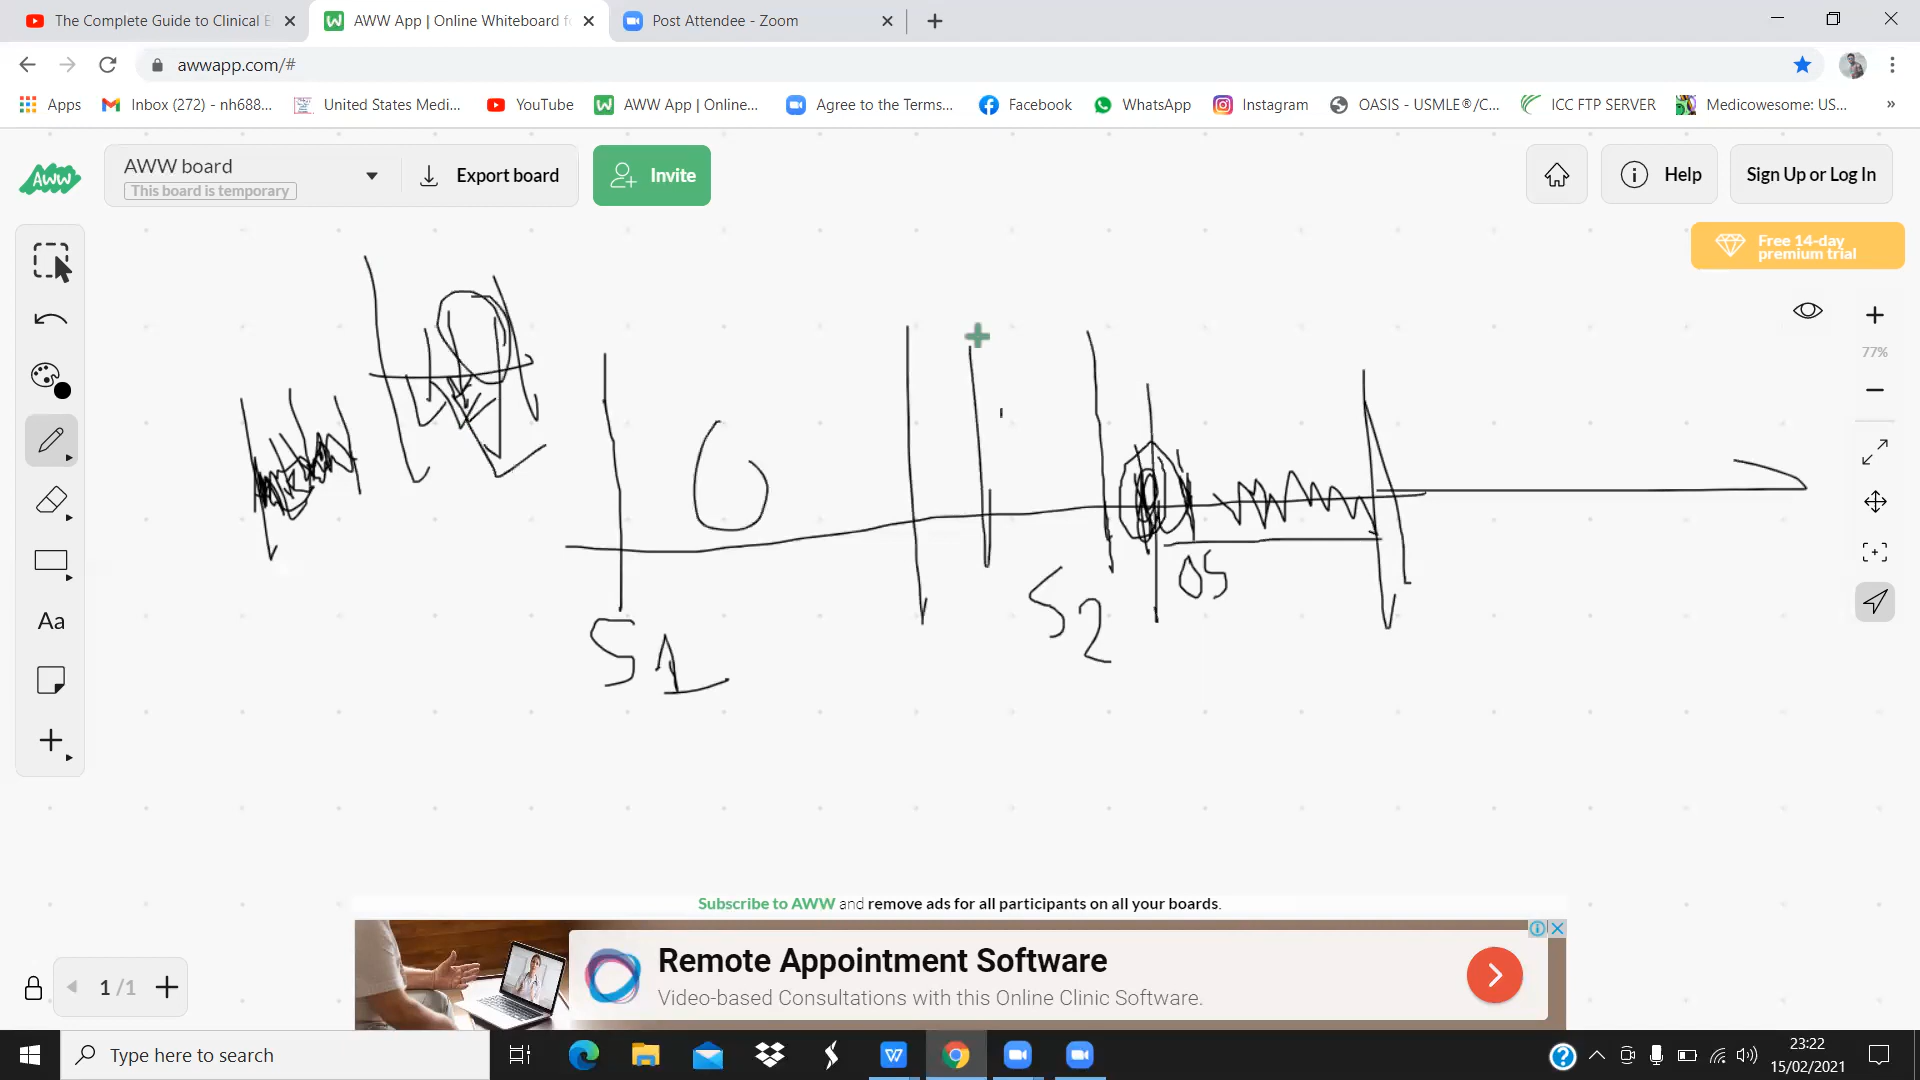 The Complete Guide to Clinical E
AWW App | Online Whiteboard f
Post Attendee - Zoom
awwapp.com/#
Apps
Inbox (272) - nh688...
United States Medi...
YouTube
AWW App | Online...
Agree to the Terms...
Facebook
WhatsApp
Instagram
OASIS - USMLE®/C...
ICC FTP SERVER
Medicowesome: US...
»
AWW
AWW board
This board is temporary
Export board
Invite
Help
Sign Up or Log In
Free 14-day
premium trial
77%
Aa
S1
S2
OS
Subscribe to AWW and remove ads for all participants on all your boards.
Remote Appointment Software
Video-based Consultations with this Online Clinic Software.
1 /1
Type here to search
23:22
15/02/2021